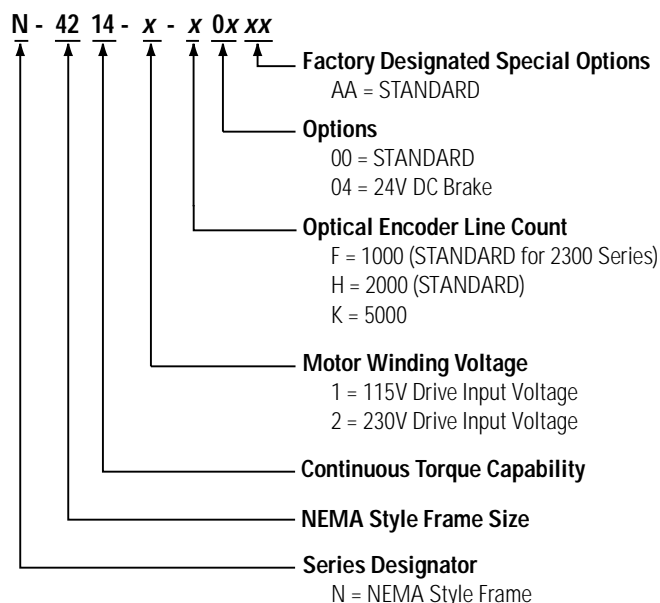 N - 42 14 - x - x 0x xx
Factory Designated Special Options
AA = STANDARD
Options
00 = STANDARD
04 = 24V DC Brake
Optical Encoder Line Count
F = 1000 (STANDARD for 2300 Series)
H = 2000 (STANDARD)
K = 5000
Motor Winding Voltage
1 = 115V Drive Input Voltage
2 = 230V Drive Input Voltage
Continuous Torque Capability
NEMA Style Frame Size
Series Designator
N = NEMA Style Frame